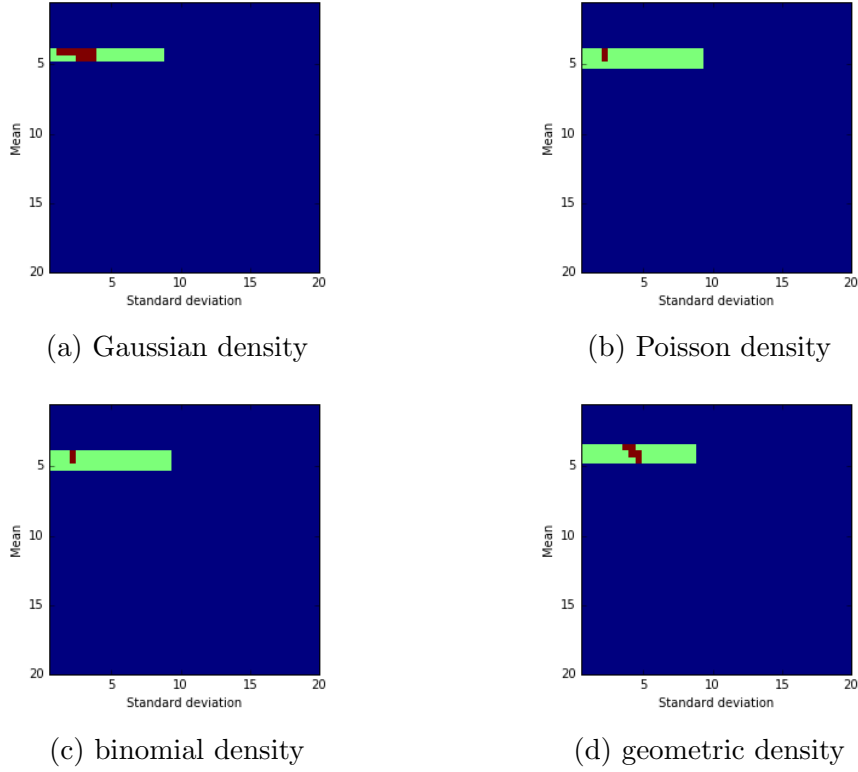 5
10
15
20
Mean
5 10 15 20
Standard deviation
(a) Gaussian density
5
10
15
20
Mean
5 10 15 20
Standard deviation
(b) Poisson density
5
10
15
20
Mean
5 10 15 20
Standard deviation
(c) binomial density
5
10
15
20
Mean
5 10 15 20
Standard deviation
(d) geometric density